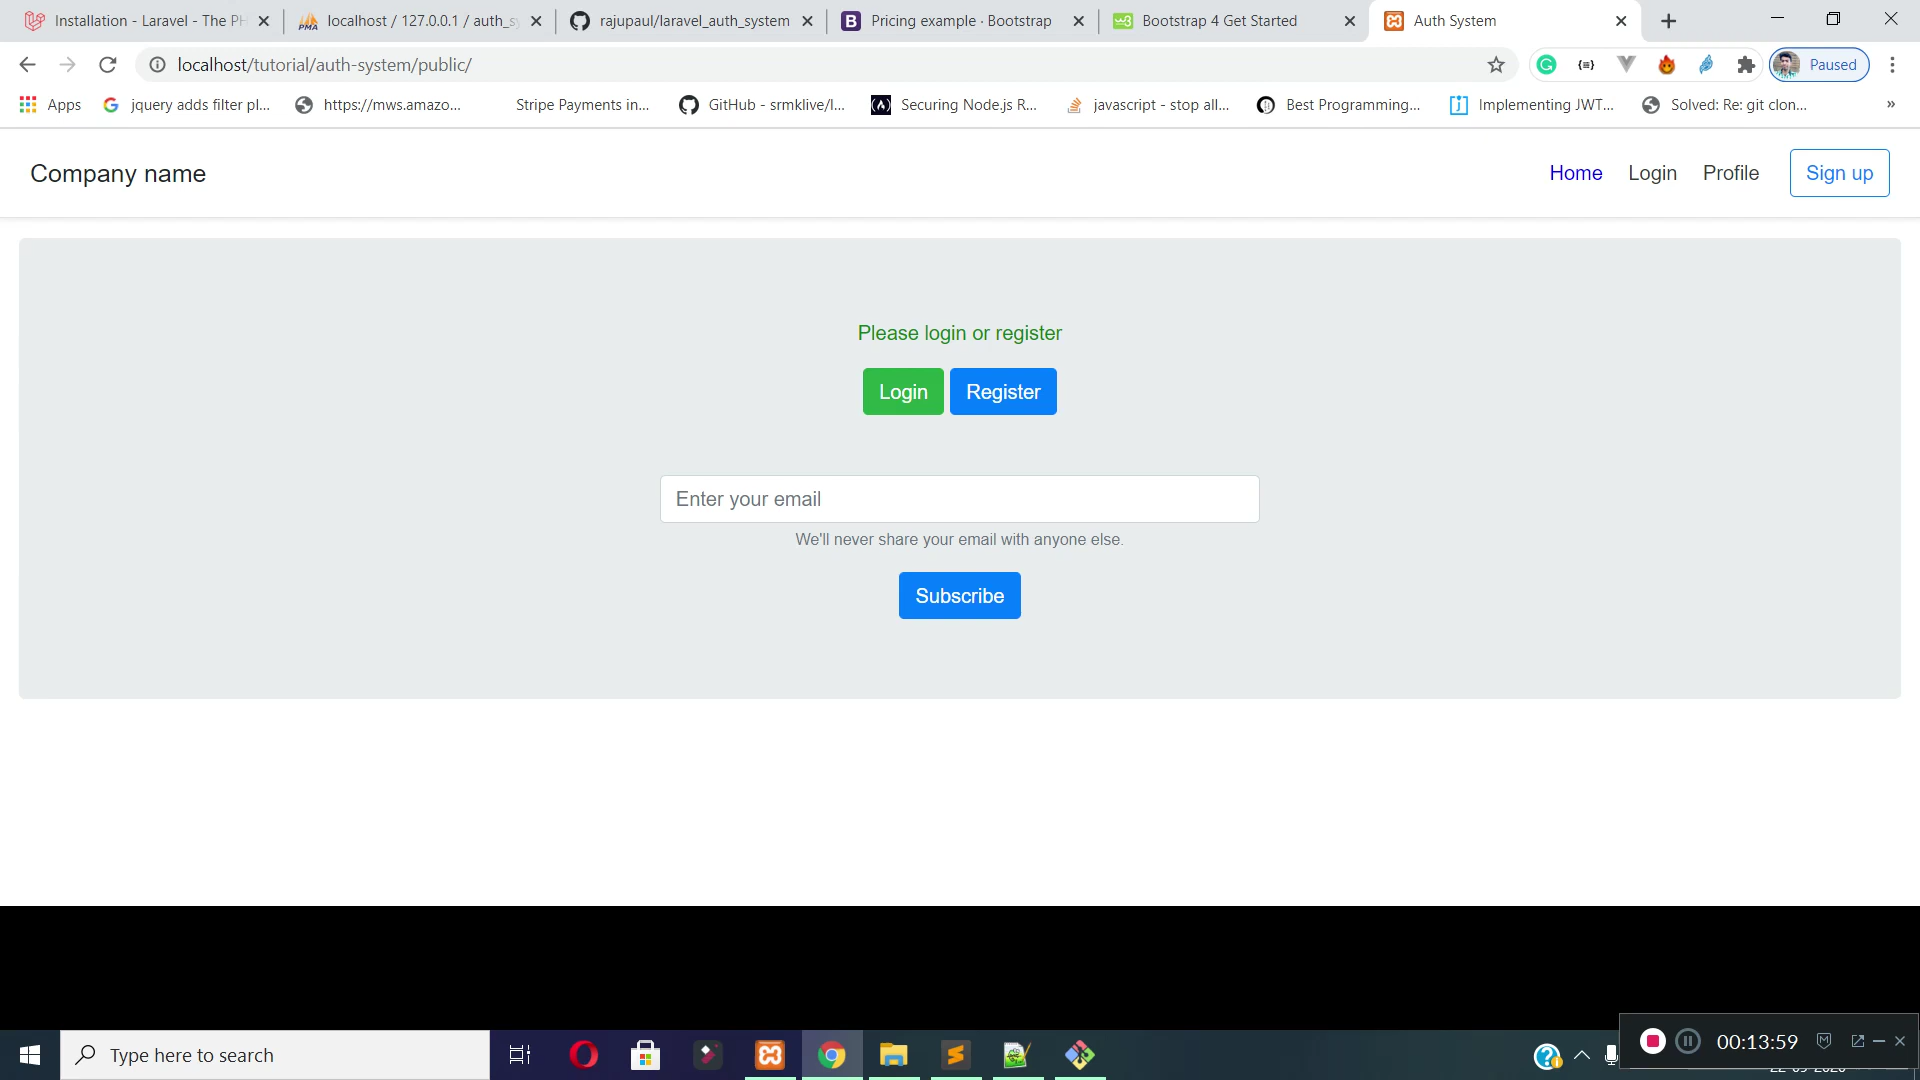 Installation - Laravel - The PH
localhost / 127.0.0.1 / auth_sy
rajupaul/laravel_auth_system
Pricing example · Bootstrap
Bootstrap 4 Get Started
Auth System
localhost/tutorial/auth-system/public/
Paused
Apps
jquery adds filter pl...
https://mws.amazo...
Stripe Payments in...
GitHub - srmklive/l...
Securing Node.js R...
javascript - stop all...
Best Programming...
Implementing JWT...
Solved: Re: git clon...
»
Company name
Home
Login
Profile
Sign up
Please login or register
Login
Register
Enter your email
We'll never share your email with anyone else.
Subscribe
Type here to search
00:13:59